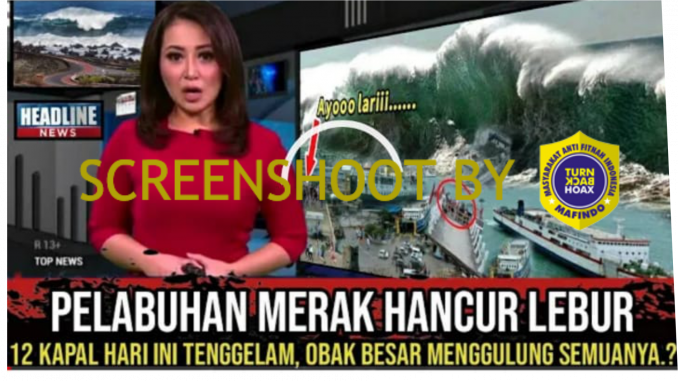 HEADLINE
NEWS
R 13+
TOP NEWS
Ayooo lariii......
SCREENSHOOT BY
MASYARAKAT ANTI FITNAH INDONESIA
TURN
BACK
HOAX
MAFINDO
PELABUHAN MERAK HANCUR LEBUR
12 KAPAL HARI INI TENGGELAM, OBAK BESAR MENGGULUNG SEMUANYA.?